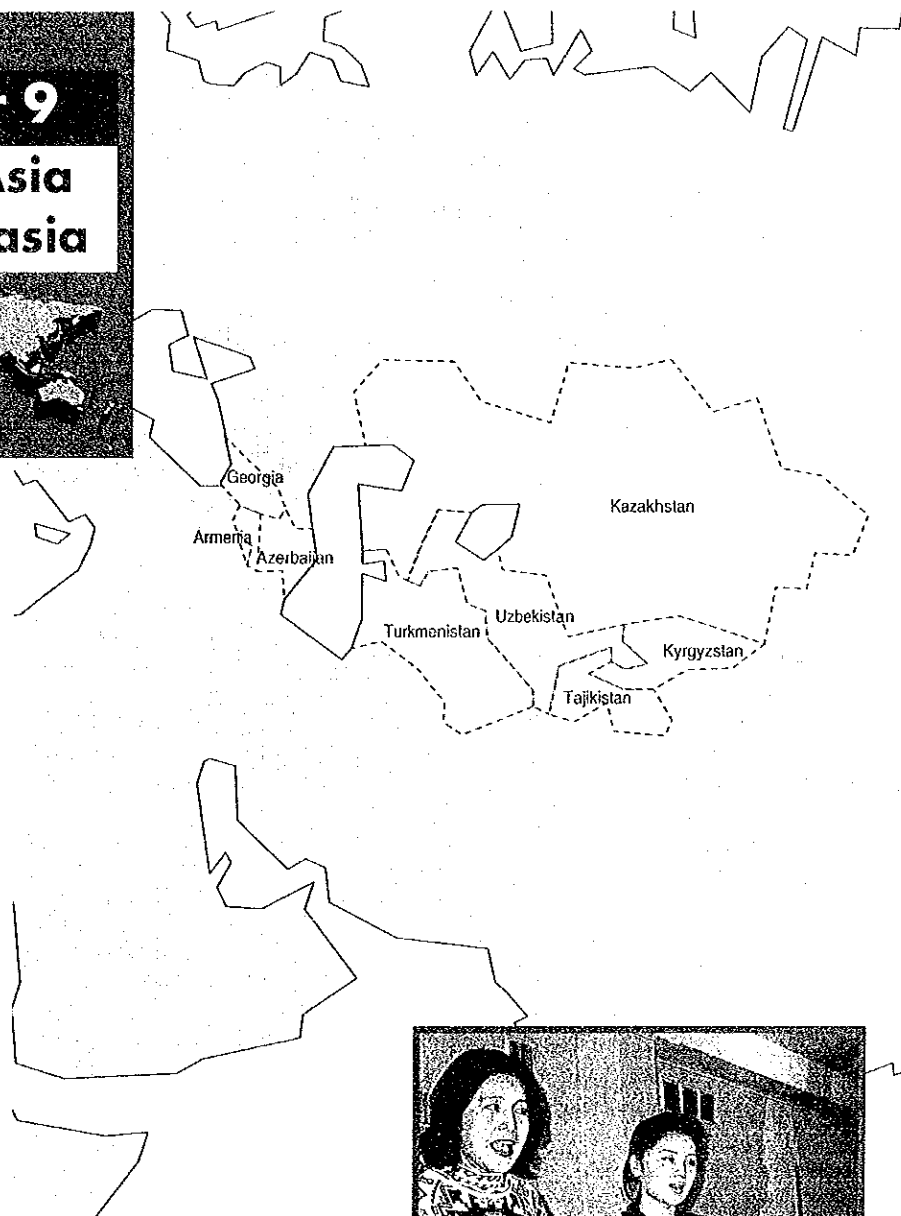 9
Asia
asia
Georgia
Kazakhstan
Armenia
Azerbaijan
Uzbekistan
Turkmenistan
Kyrgyzstan
Tajikistan